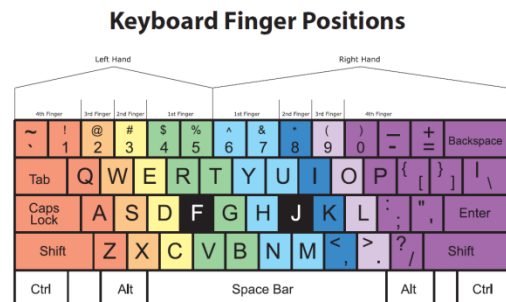 Keyboard Finger Positions
Left Hand Right Hand
4th Finger 3rd Finger 2nd Finger 1st Finger 1st Finger 2nd Finger 3rd Finger 4th Finger
~ ! @ # $ % ^ & * ( ) — +
` 1 2 3 4 5 6 7 8 9 0 - = Backspace
Tab Q W E R T Y U I O P { [ } ] | \
Caps Lock A S D F G H J K L : ; " , Enter
Shift Z X C V B N M < , > . ? / Shift
Ctrl Alt Space Bar Alt Ctrl